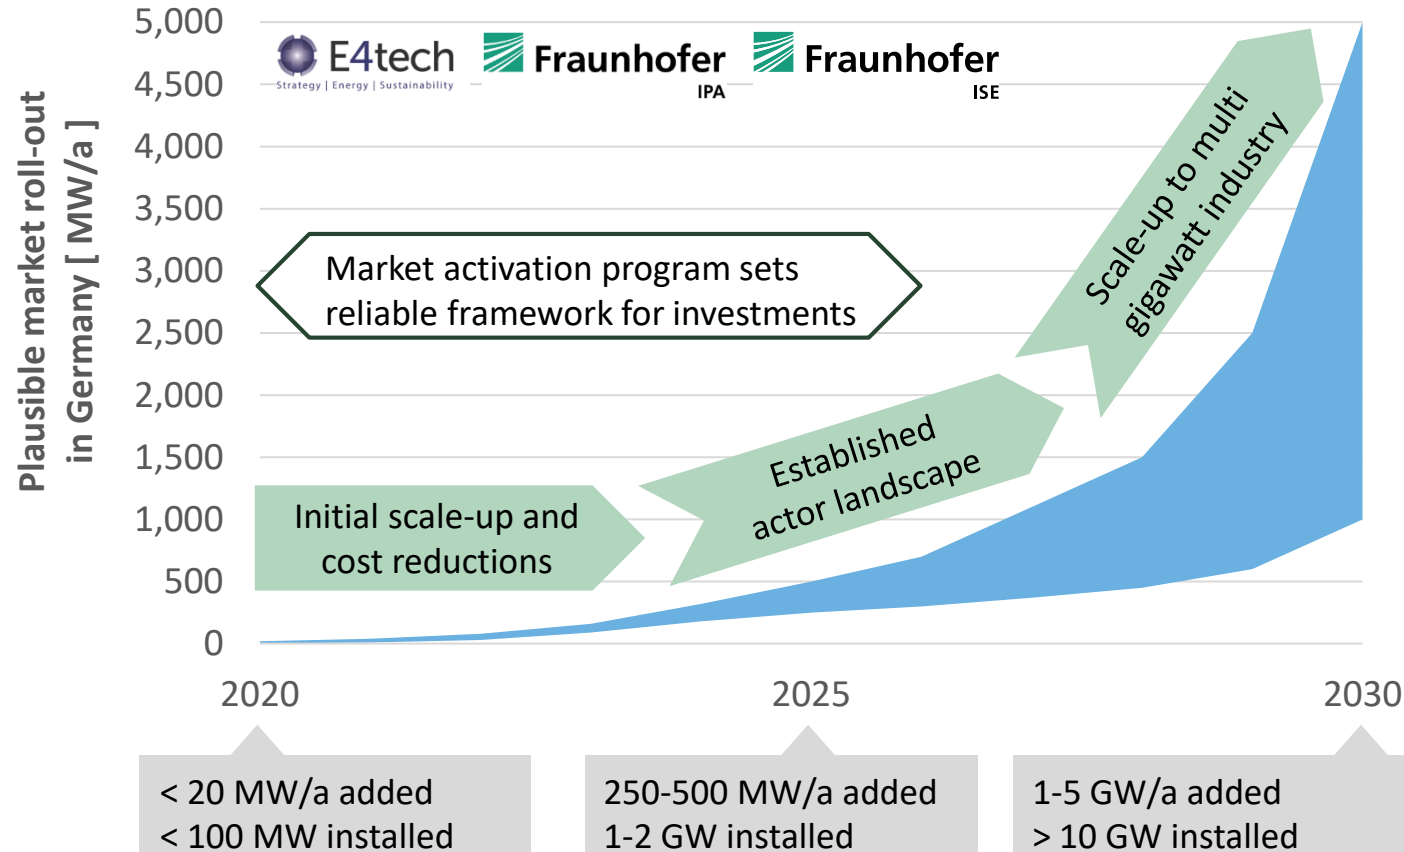 Plausible market roll-out
in Germany [ MW/a ]
5,000
4,500
4,000
3,500
3,000
2,500
2,000
1,500
1,000
500
0
E4tech
Strategy | Energy | Sustainability
Fraunhofer
IPA
Fraunhofer
ISE
Market activation program sets
reliable framework for investments
Initial scale-up and
cost reductions
Established
actor landscape
Scale-up to multi
gigawatt industry
2020
2025
2030
< 20 MW/a added
< 100 MW installed
250-500 MW/a added
1-2 GW installed
1-5 GW/a added
> 10 GW installed